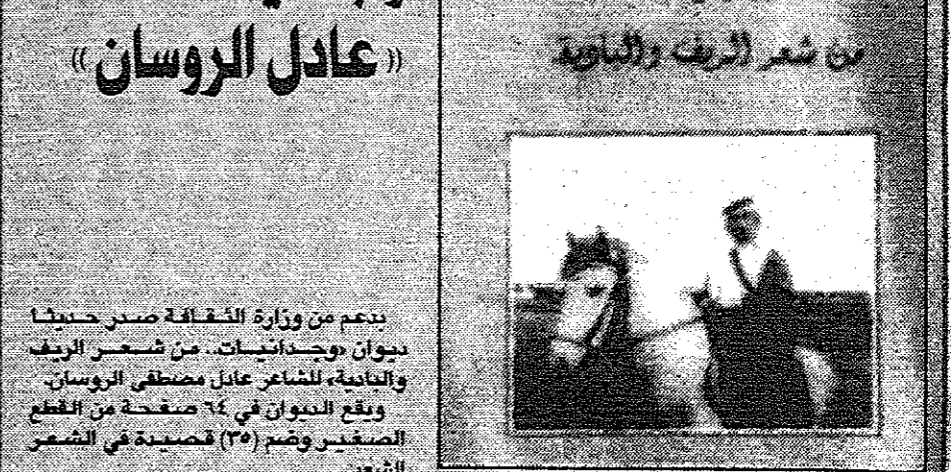 « عادل الروسان »
بدعم من وزارة الثقافة صدر حديثا
ديوان «وجدانيات.. من شعر الريف
والبادية» للشاعر عادل مصطفى الروسان.
ويقع الديوان في ٦٤ صفحة من القطع
الصغير وضم (٣٥) قصيدة في الشعر
من شعر الريف والبادية